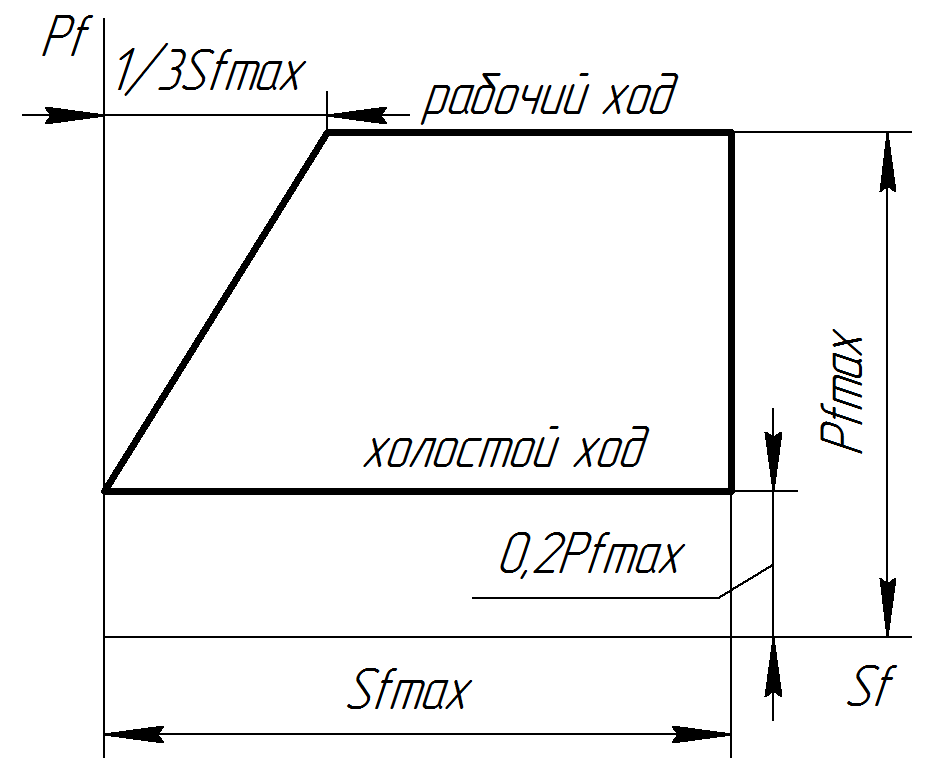 Pf
1/3Sfmax
рабочий ход
Pfmax
холостой ход
0,2Pfmax
Sfmax
Sf